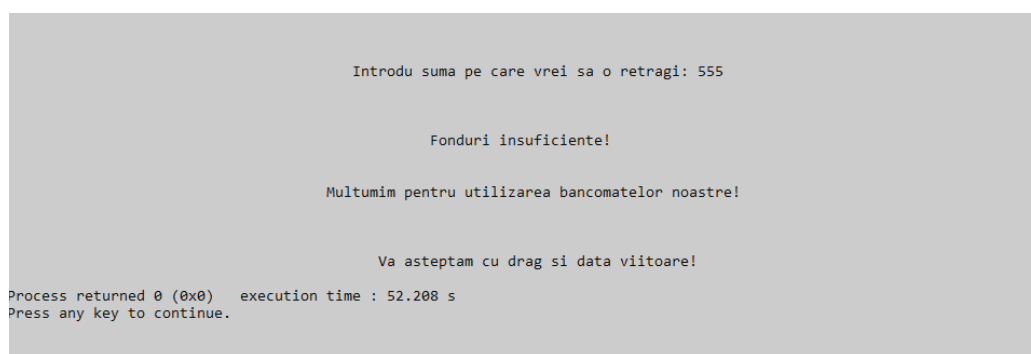 Introdu suma pe care vrei sa o retragi: 555
Fonduri insuficiente!
Multumim pentru utilizarea bancomatelor noastre!
Va asteptam cu drag si data viitoare!
Process returned 0 (0x0)   execution time : 52.208 s
Press any key to continue.